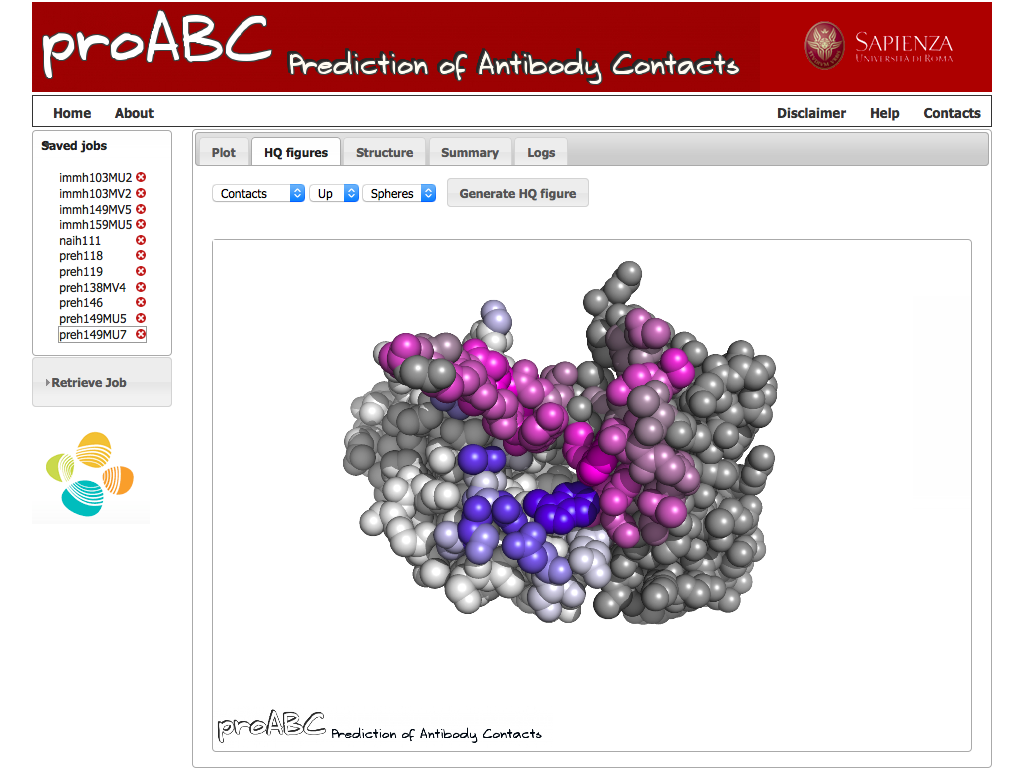 proABC Prediction of Antibody Contacts
SAPIENZA
UNIVERSITÀ DI ROMA
Home About Disclaimer Help Contacts
Saved jobs
immh103MU2
immh103MV2
immh149MV5
immh159MU5
naih111
preh118
preh119
preh138MV4
preh146
preh149MU5
preh149MU7
Retrieve Job
Plot HQ figures Structure Summary Logs
Contacts Up Spheres Generate HQ figure
proABC Prediction of Antibody Contacts